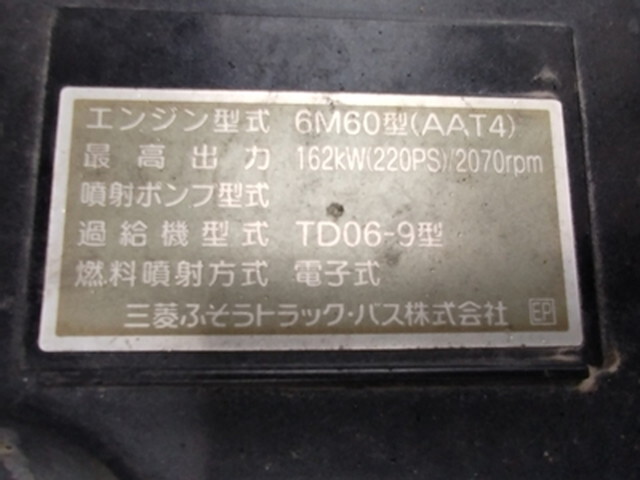 エンジン型式 6M60型(AAT4)
最高出力 162kW(220PS)/2070rpm
噴射ポンプ型式
過給機型式 TD06-9型
燃料噴射方式 電子式
三菱ふそうトラック・バス株式会社 EP